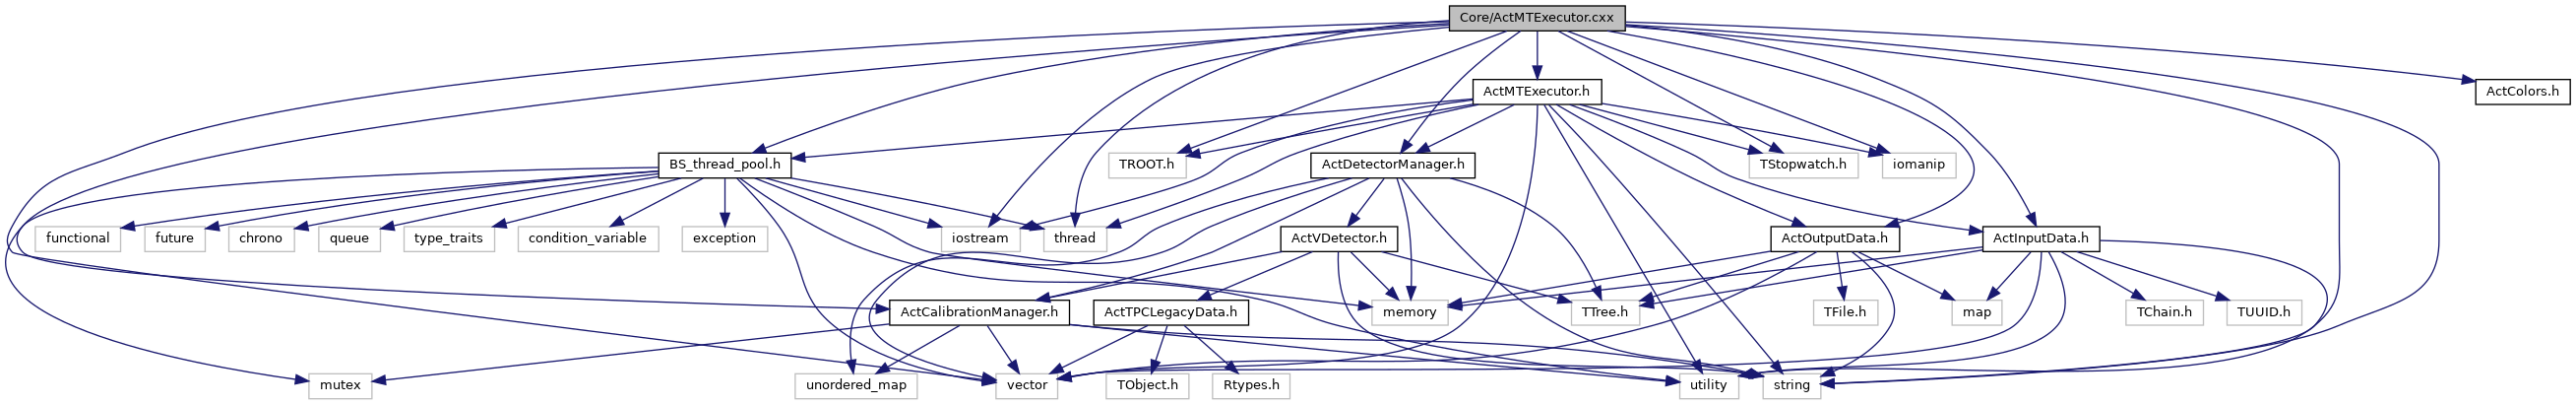 Core/ActMTExecutor.cxx
ActMTExecutor.h
ActColors.h
BS_thread_pool.h
TROOT.h
ActDetectorManager.h
TStopwatch.h
iomanip
functional
future
chrono
queue
type_traits
condition_variable
exception
iostream
thread
ActVDetector.h
ActOutputData.h
ActInputData.h
ActCalibrationManager.h
ActTPCLegacyData.h
memory
TTree.h
TFile.h
map
TChain.h
TUUID.h
mutex
unordered_map
vector
TObject.h
Rtypes.h
utility
string